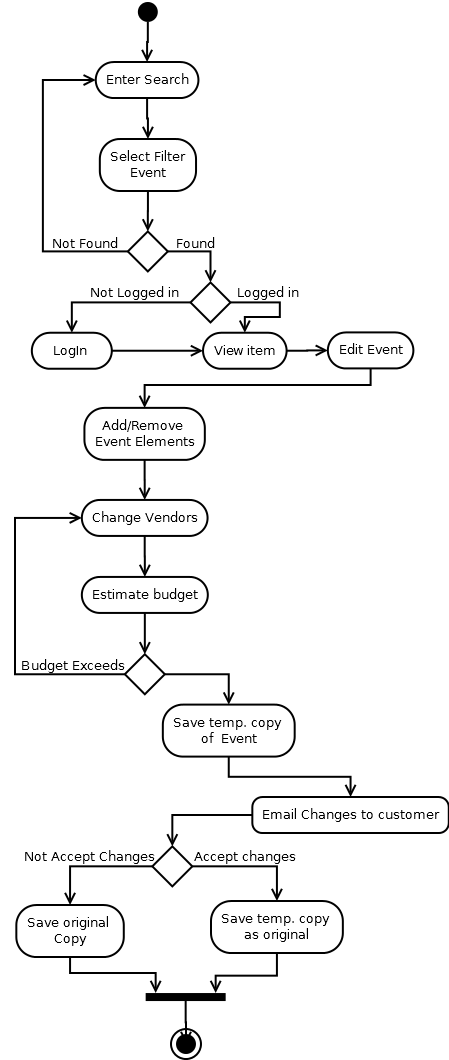 Enter Search
Select Filter
Event
Not Found
Found
Not Logged in
Logged in
LogIn
View item
Edit Event
Add/Remove
Event Elements
Change Vendors
Estimate budget
Budget Exceeds
Save temp. copy
of  Event
Email Changes to customer
Not Accept Changes
Accept changes
Save original
Copy
Save temp. copy
as original